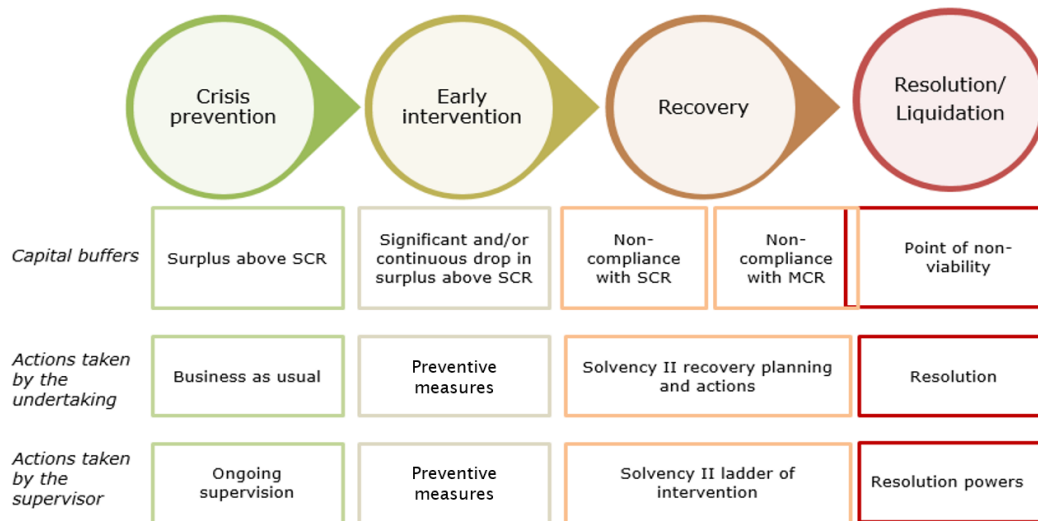 Crisis
prevention
Early
intervention
Recovery
Resolution/
Liquidation
Capital buffers
Surplus above SCR
Significant and/or
continuous drop in
surplus above SCR
Non-
compliance
with SCR
Non-
compliance
with MCR
Point of non-
viability
Actions taken
by the
undertaking
Business as usual
Preventive
measures
Solvency II recovery planning
and actions
Resolution
Actions taken
by the
supervisor
Ongoing
supervision
Preventive
measures
Solvency II ladder of
intervention
Resolution powers